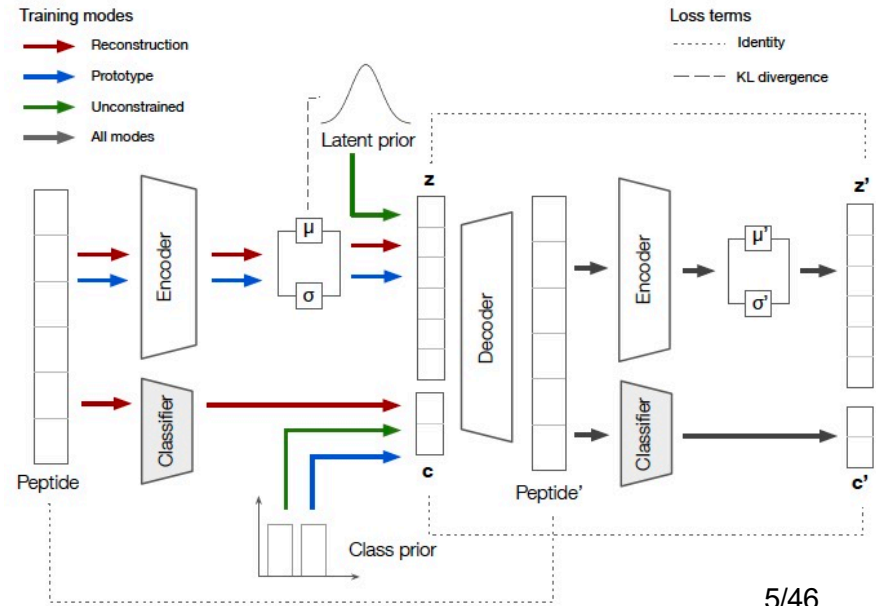 Training modes
Reconstruction
Prototype
Unconstrained
All modes
Loss terms
Identity
KL divergence
Latent prior
Peptide
Encoder
Classifier
μ
σ
z
c
Class prior
Decoder
Peptide'
Encoder
Classifier
μ'
σ'
z'
c'
5/46